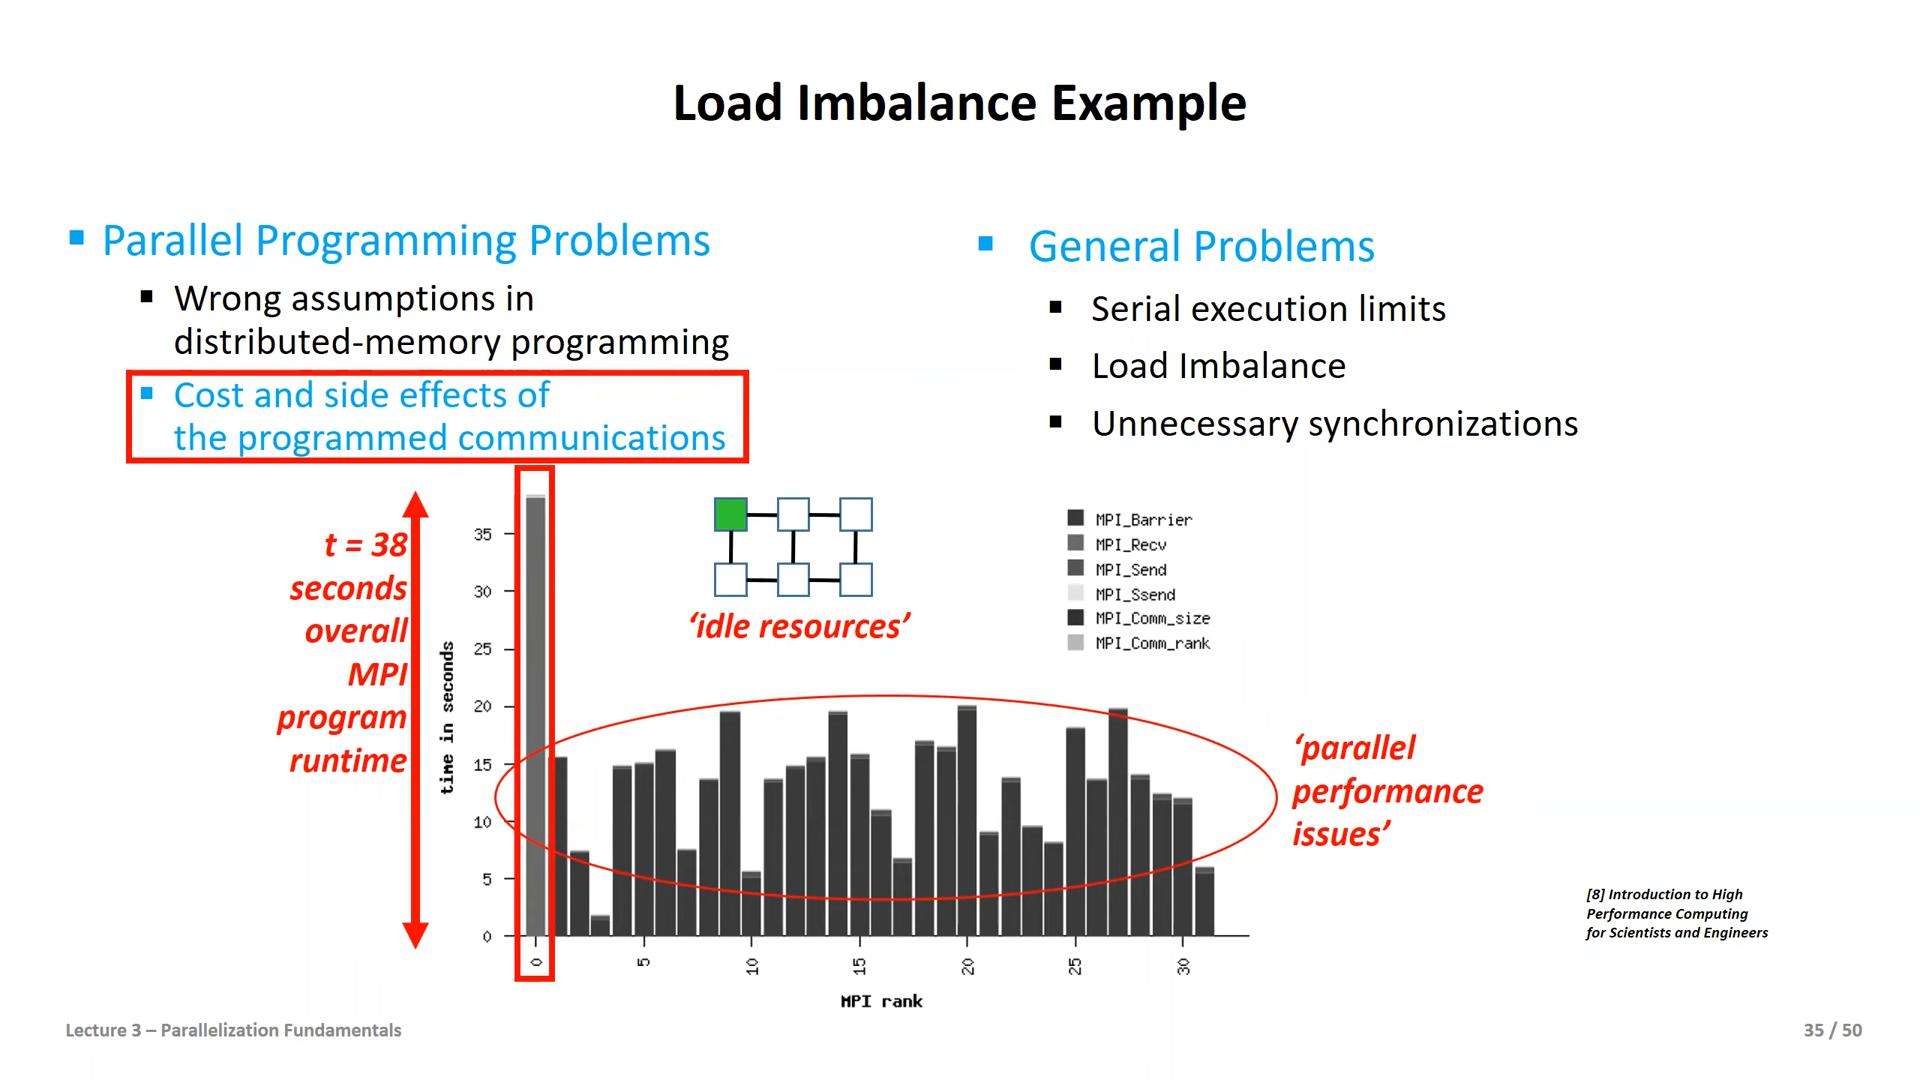 Load Imbalance Example
Parallel Programming Problems
Wrong assumptions in
distributed-memory programming
Cost and side effects of
the programmed communications
General Problems
Serial execution limits
Load Imbalance
Unnecessary synchronizations
t = 38
seconds
overall
MPI
program
runtime
time in seconds
35
30
25
20
15
10
5
0
‘idle resources’
MPI_Barrier
MPI_Recv
MPI_Send
MPI_Ssend
MPI_Comm_size
MPI_Comm_rank
‘parallel
performance
issues’
0 5 10 15 20 25 30
MPI rank
[8] Introduction to High
Performance Computing
for Scientists and Engineers
Lecture 3 – Parallelization Fundamentals
35 / 50